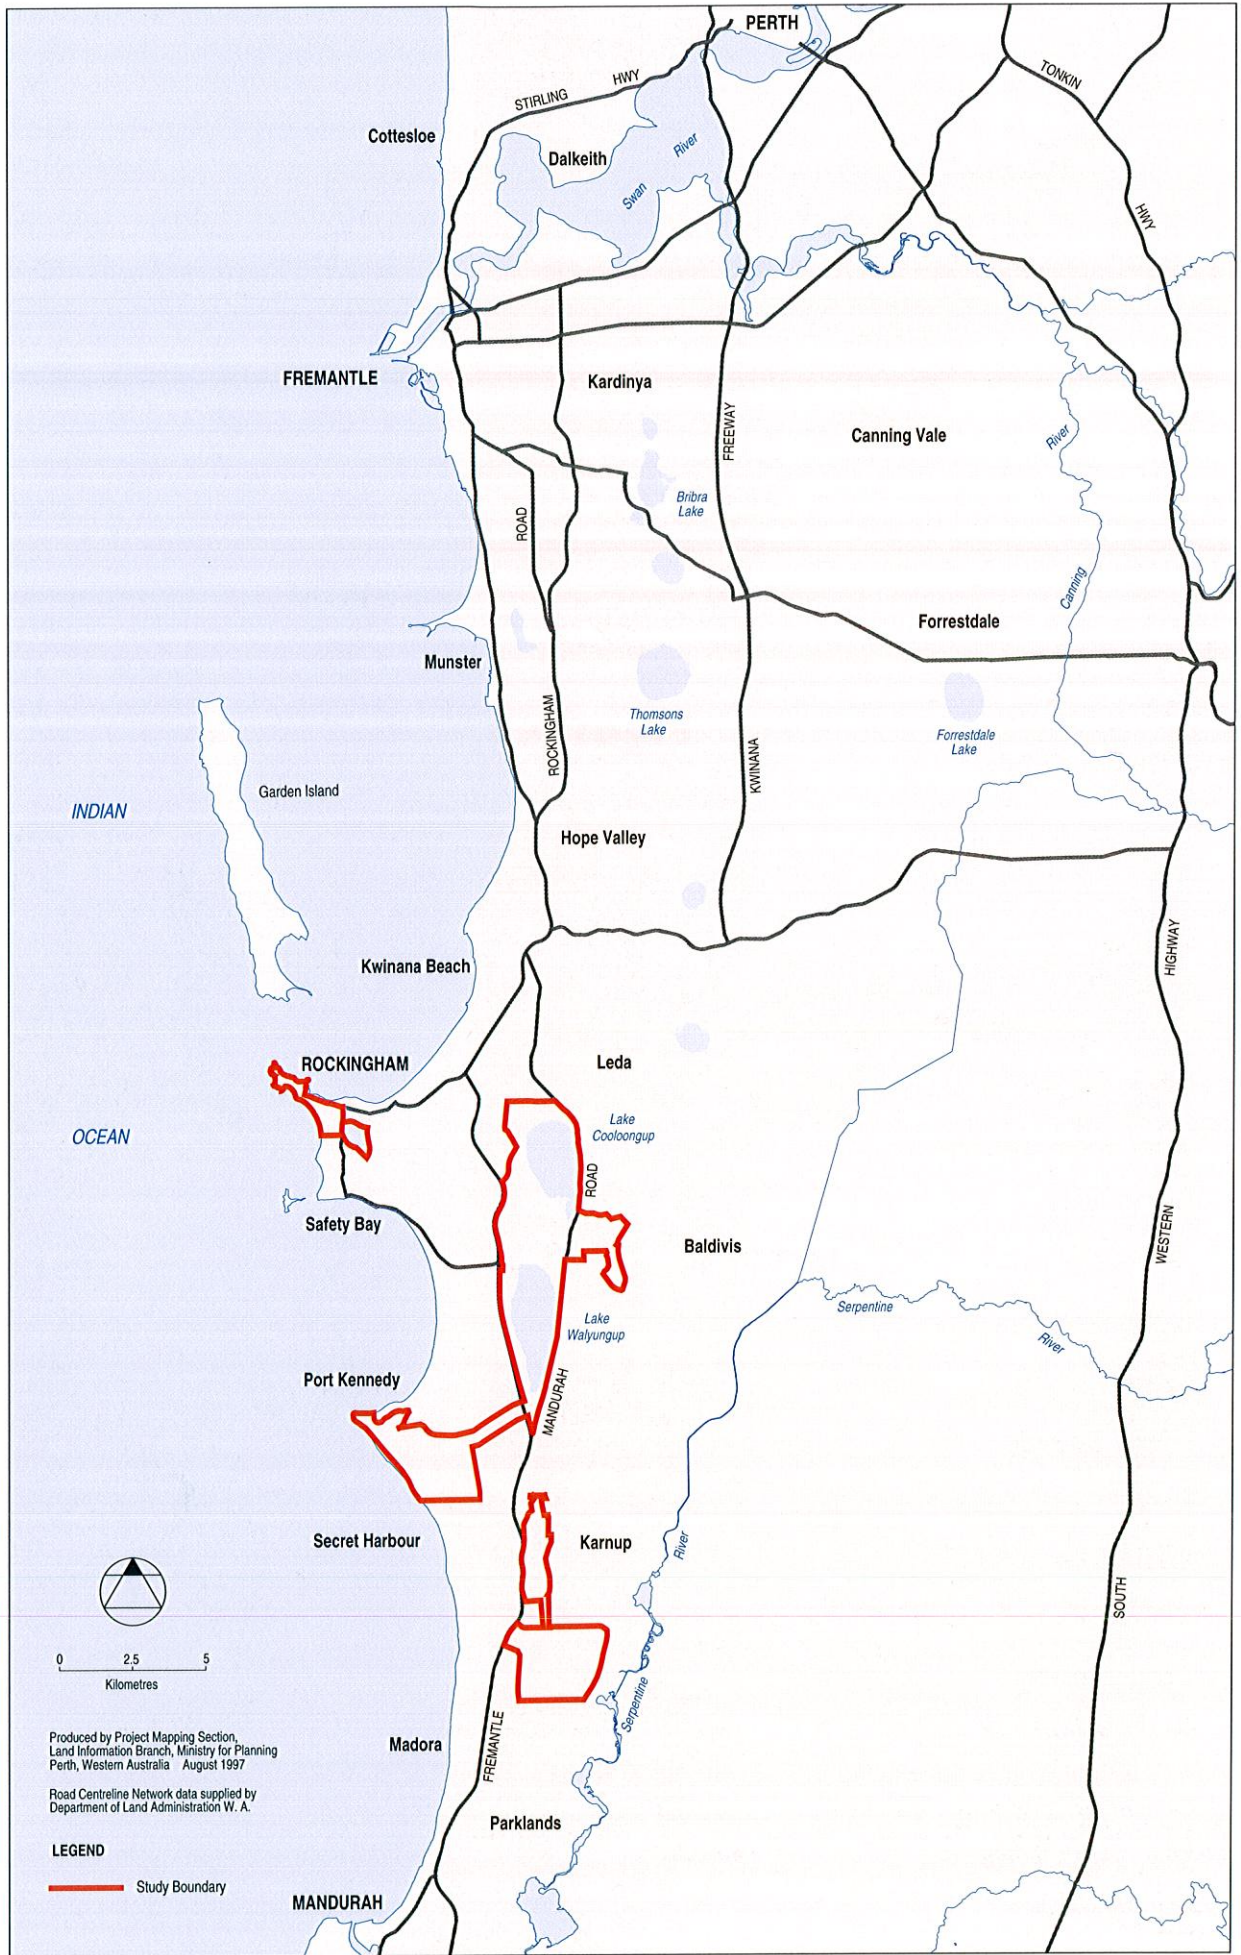 PERTH
STIRLING
HWY
TONKIN
Cottesloe
Dalkeith
River
Swan
HWY
FREMANTLE
Kardinya
FREEWAY
Canning Vale
River
Bribra
Lake
ROAD
Canning
Forrestdale
Munster
ROCKINGHAM
Thomsons
Lake
Forrestdale
Lake
KWINANA
Garden Island
INDIAN
Hope Valley
HIGHWAY
Kwinana Beach
ROCKINGHAM
Leda
Lake
Cooloongup
OCEAN
ROAD
Safety Bay
Baldivis
WESTERN
Serpentine
River
Lake
Walyungup
Port Kennedy
MANDURAH
Secret Harbour
Karnup
River
SOUTH
0 2.5 5
Kilometres
Serpentine
Produced by Project Mapping Section,
Land Information Branch, Ministry for Planning
Perth, Western Australia August 1997
Madora
FREMANTLE
Road Centreline Network data supplied by
Department of Land Administration W. A.
Parklands
LEGEND
Study Boundary
MANDURAH